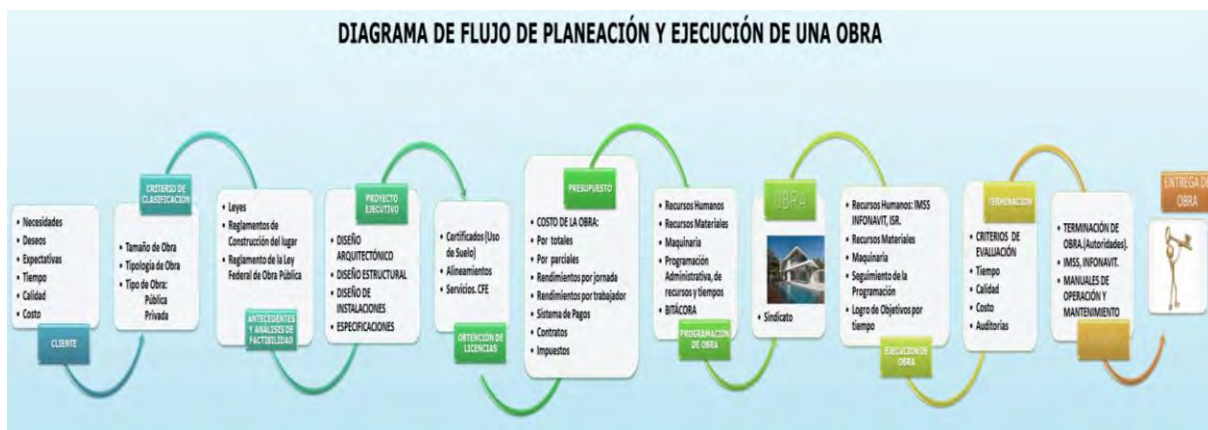 DIAGRAMA DE FLUJO DE PLANEACIÓN Y EJECUCIÓN DE UNA OBRA
• Necesidades
• Deseos
• Expectativas
• Tiempo
• Calidad
• Costo
CLIENTE
CRITERIO DE
CLASIFICACIÓN
• Tamaño de Obra
• Tipología de Obra
• Tipo de Obra:
Pública
Privada
• Leyes
• Reglamentos de
Construcción del lugar
• Reglamento de la Ley
Federal de Obra Pública
ANTECEDENTES
Y ANÁLISIS DE
FACTIBILIDAD
PROYECTO
EJECUTIVO
• DISEÑO
ARQUITECTÓNICO
• DISEÑO ESTRUCTURAL
• DISEÑO DE
INSTALACIONES
• ESPECIFICACIONES
• Certificados (Uso
de Suelo)
• Alineamientos
• Servicios. CFE
OBTENCIÓN DE
LICENCIAS
PRESUPUESTO
• COSTO DE LA OBRA:
• Por totales
• Por parciales
• Rendimientos por jornada
• Rendimientos por trabajador
• Sistema de Pagos
• Contratos
• Impuestos
• Recursos Humanos
• Recursos Materiales
• Maquinaria
• Programación
Administrativa, de
recursos y tiempos
• BITÁCORA
PROGRAMACIÓN
DE OBRA
OBRA
• Sindicato
• Recursos Humanos: IMSS
INFONAVIT, ISR.
• Recursos Materiales
• Maquinaria
• Seguimiento de la
Programación
• Logro de Objetivos por
tiempo
EJECUCIÓN DE
OBRA
TERMINACIÓN
• CRITERIOS DE
EVALUACIÓN
• Tiempo
• Calidad
• Costo
• Auditorias
• TERMINACIÓN DE
OBRA.(Autoridades).
• IMSS, INFONAVIT.
• MANUALES DE
OPERACIÓN Y
MANTENIMIENTO
ENTREGA DE
OBRA